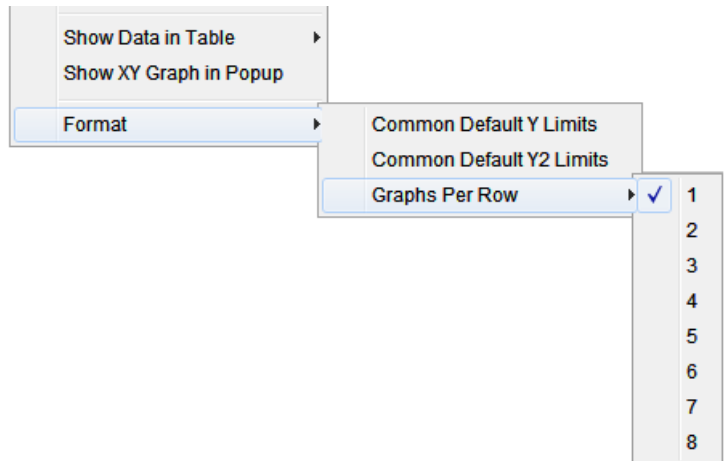 Show Data in Table
Show XY Graph in Popup
Format
Common Default Y Limits
Common Default Y2 Limits
Graphs Per Row
1
2
3
4
5
6
7
8